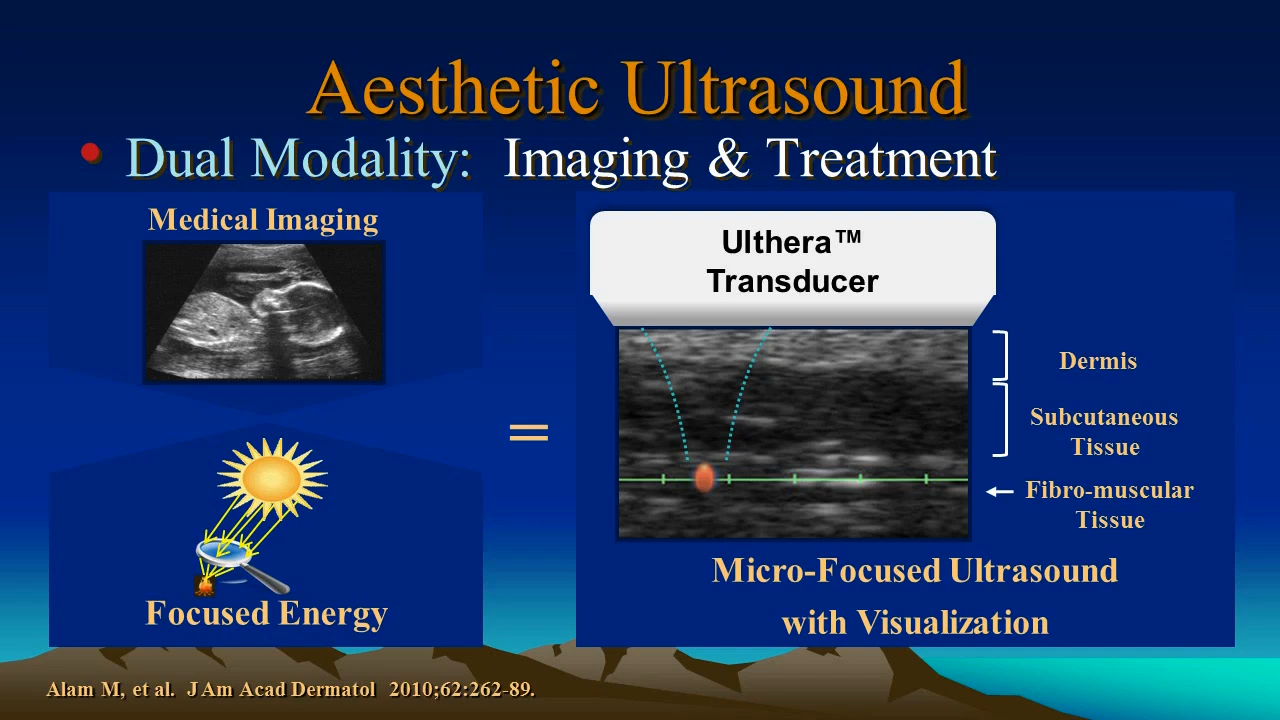 Aesthetic Ultrasound
• Dual Modality: Imaging & Treatment
Medical Imaging
Focused Energy
=
Ulthera™
Transducer
Dermis
Subcutaneous
Tissue
Fibro-muscular
Tissue
Micro-Focused Ultrasound
with Visualization
Alam M, et al. J Am Acad Dermatol 2010;62:262-89.